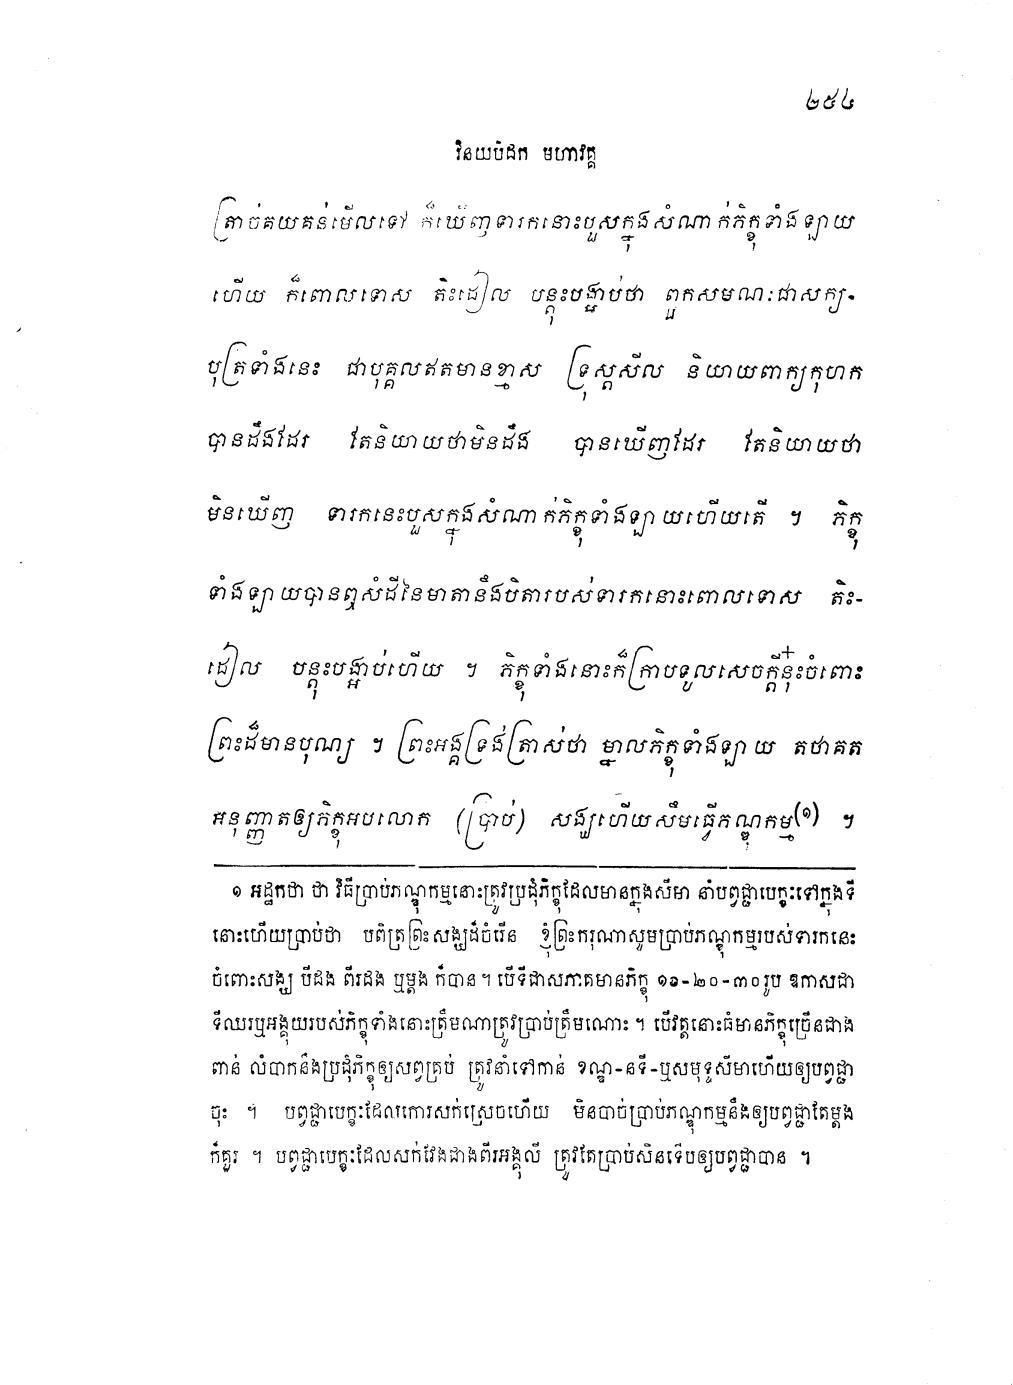 ២៥៤
វិនយបិដក មហាវគ្គ
ត្រាច់គយគន់មើលទៅ ក៏ឃើញទារកនោះបួសក្នុងសំណាក់ភិក្ខុទាំងឡាយ
ហើយ ក៏ពោលទោស តិះដៀល បន្តុះបង្អាប់ថា ពួកសមណៈជាសក្យ-
បុត្រទាំងនេះ ជាបុគ្គលឥតមានខ្មាស ទ្រុស្តសីល និយាយពាក្យកុហក
បានដឹងដែរ តែនិយាយថាមិនដឹង បានឃើញដែរ តែនិយាយថា
មិនឃើញ ទារកនេះបួសក្នុងសំណាក់ភិក្ខុទាំងឡាយហើយតើ ។ ភិក្ខុ
ទាំងឡាយបានឮសំដីនៃមាតានឹងបិតារបស់ទារកនោះពោលទោស តិះ-
ដៀល បន្តុះបង្អាប់ហើយ ។ ភិក្ខុទាំងនោះក៏ក្រាបទូលសេចក្តីនុ៎ះចំពោះ
ព្រះដ៏មានបុណ្យ ។ ព្រះអង្គទ្រង់ត្រាស់ថា ម្នាលភិក្ខុទាំងឡាយ តថាគត
អនុញ្ញាតឲ្យភិក្ខុអបលោក (ប្រាប់) សង្ឃហើយសឹមធ្វើភណ្ឌុកម្ម(១) ។
១ អដ្ឋកថា ថា វិធីប្រាប់ភណ្ឌុកម្មនោះត្រូវប្រជុំភិក្ខុដែលមានក្នុងសីមា នាំបព្វជ្ជាបេក្ខៈទៅក្នុងទី
នោះហើយប្រាប់ថា បពិត្រព្រះសង្ឃដ៏ចំរើន ខ្ញុំព្រះករុណាសូមប្រាប់ភណ្ឌុកម្មរបស់ទារកនេះ
ចំពោះសង្ឃ បីដង ពីរដង ឬម្តង ក៏បាន ។ បើទីជាសភាគមានភិក្ខុ ១០-២០-៣០ រូប ឱកាសជា
ទីឈរឬអង្គុយរបស់ភិក្ខុទាំងនោះត្រឹមណាត្រូវប្រាប់ត្រឹមណោះ ។ បើវត្តនោះធំមានភិក្ខុច្រើនជាង
ពាន់ លំបាកនឹងប្រជុំភិក្ខុឲ្យសព្វគ្រប់ ត្រូវនាំទៅកាន់ ខណ្ឌ-នទី-ឬសមុទ្ទសីមាហើយឲ្យបព្វជ្ជា
ចុះ ។ បព្វជ្ជាបេក្ខៈដែលកោរសក់ស្រេចហើយ មិនបាច់ប្រាប់ភណ្ឌុកម្មនឹងឲ្យបព្វជ្ជាតែម្តង
ក៏គួរ ។ បព្វជ្ជាបេក្ខៈដែលសក់វែងជាងពីរអង្គុលី ត្រូវតែប្រាប់សិនទើបឲ្យបព្វជ្ជាបាន ។